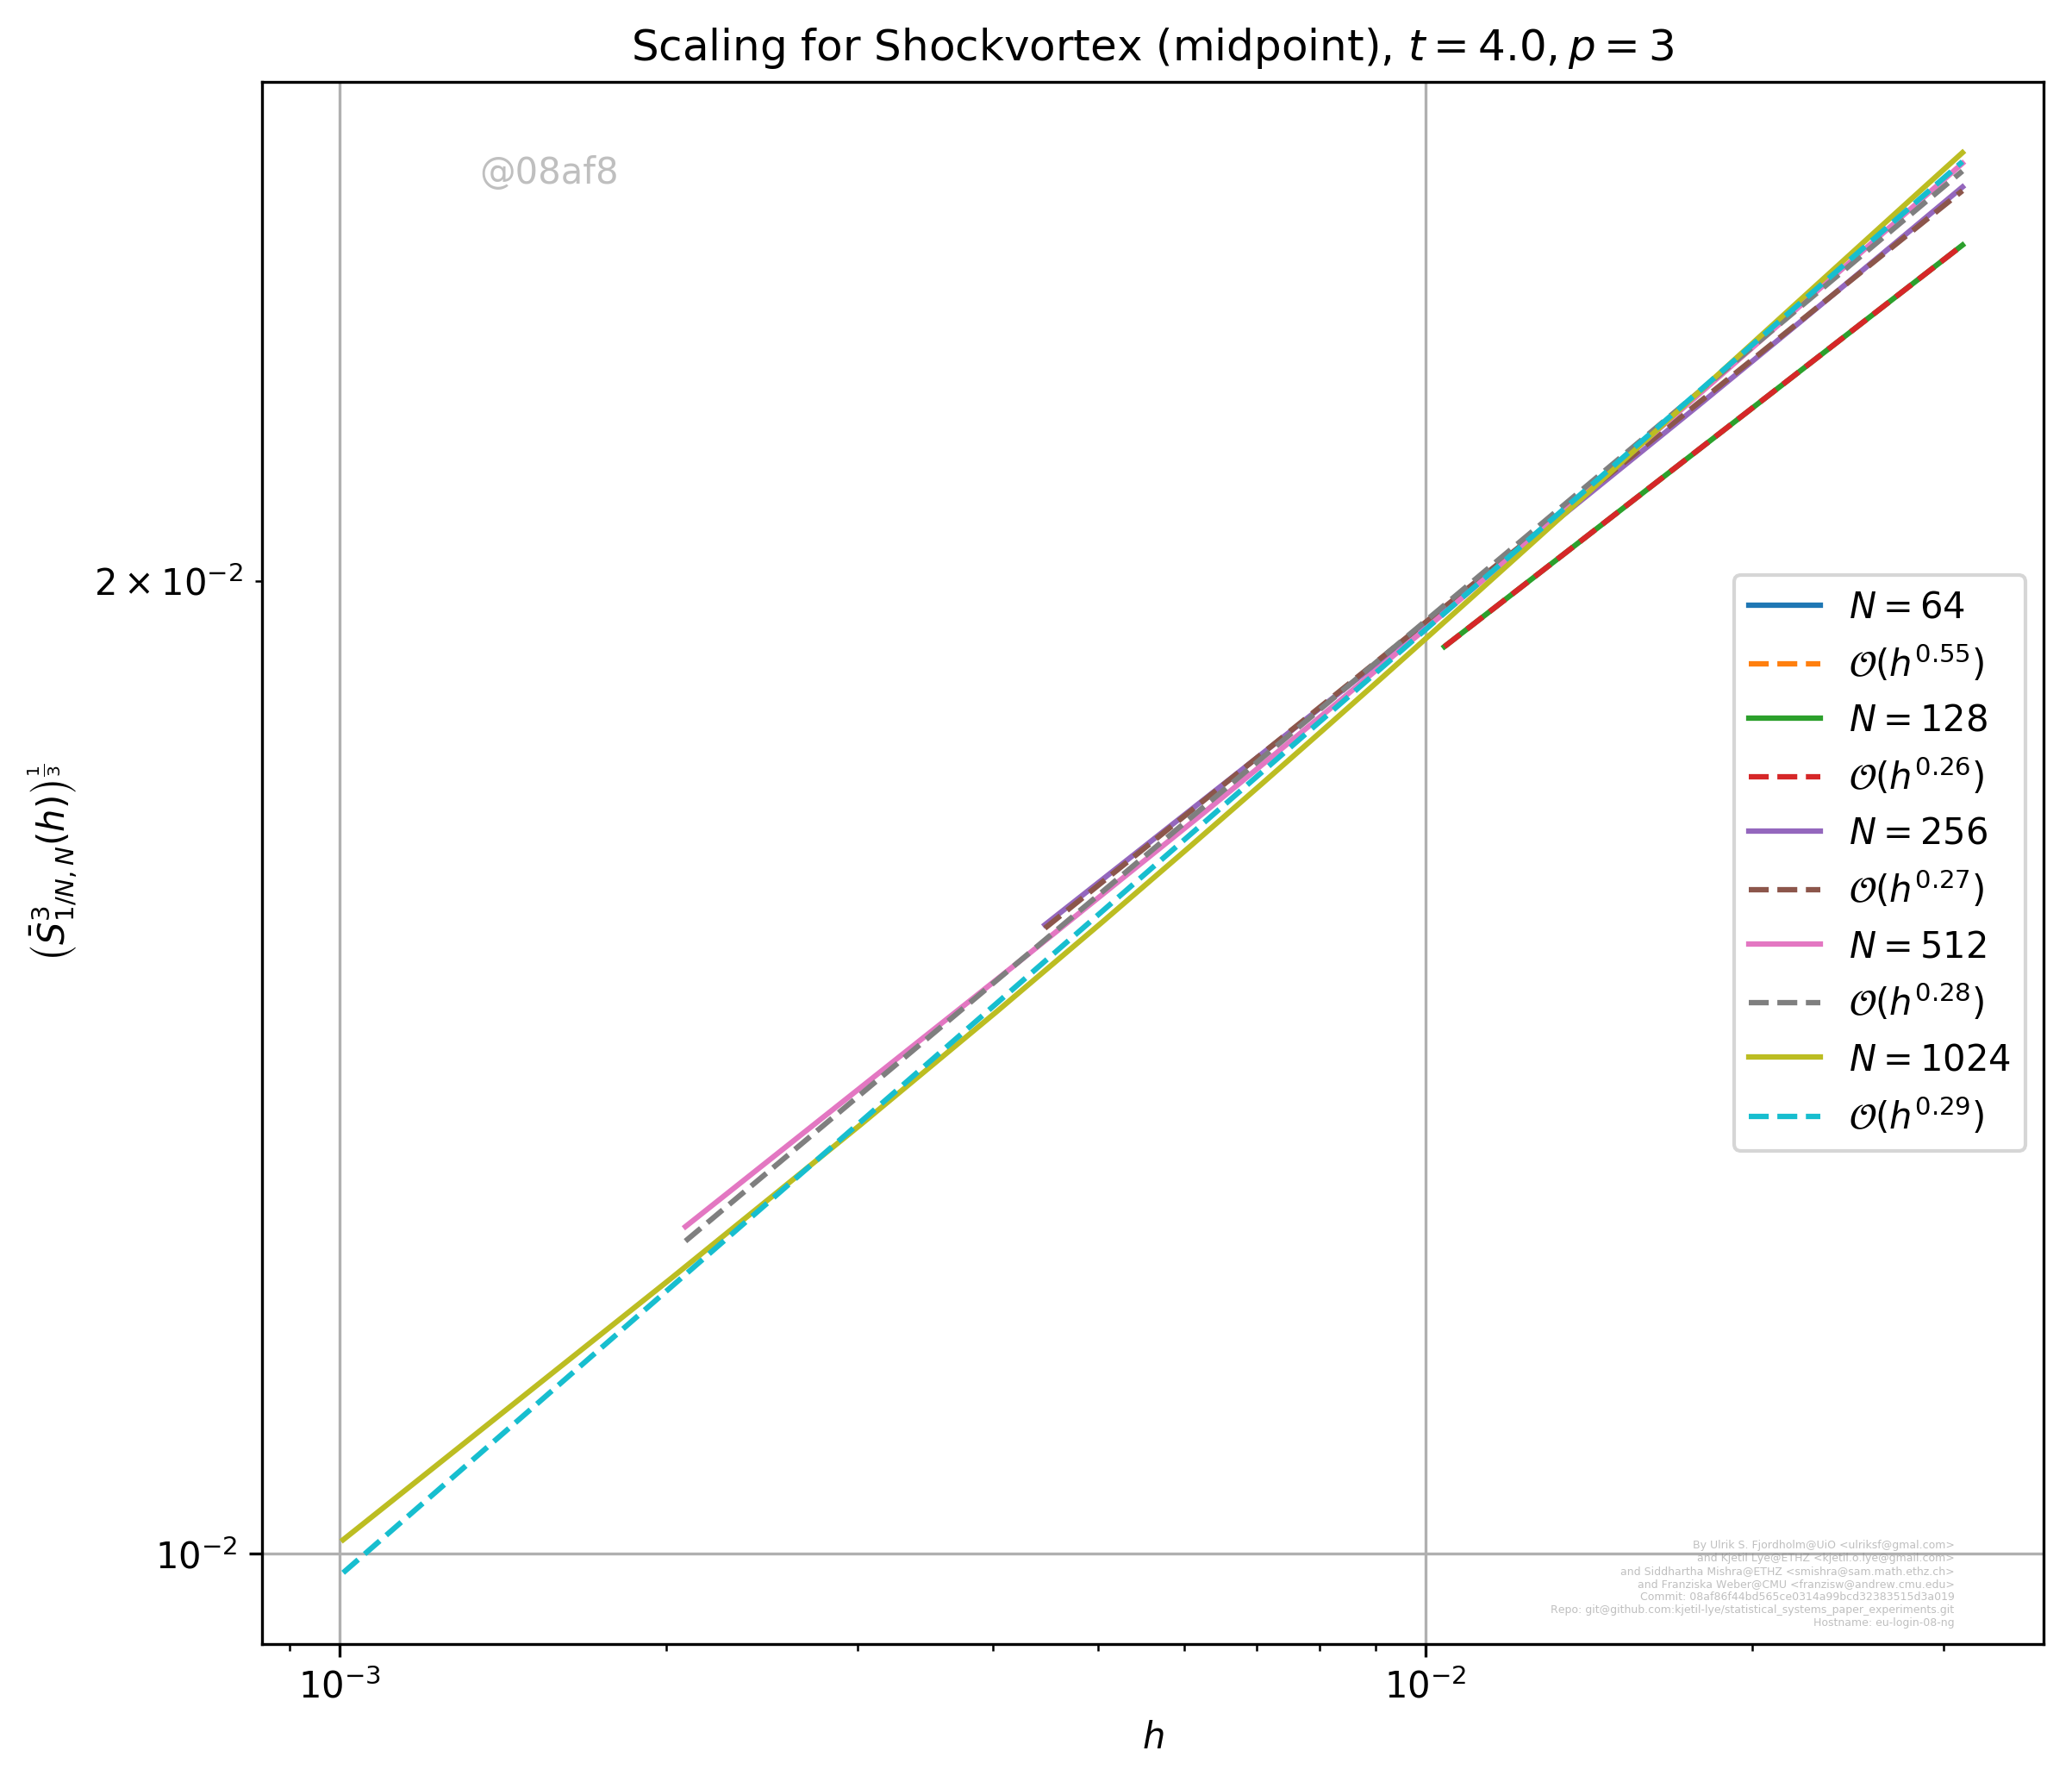 Scaling for Shockvortex (midpoint), t = 4.0, p = 3
@08af8
2 × 10⁻²
10⁻²
(S̄³₁/N, N(h))^(1/3)
N = 64
𝒪(h^0.55)
N = 128
𝒪(h^0.26)
N = 256
𝒪(h^0.27)
N = 512
𝒪(h^0.28)
N = 1024
𝒪(h^0.29)
By Ulrik S. Fjordholm@UiO <ulriksf@gmal.com>
and Kjetil Lye@ETHZ <kjetil.o.lye@gmail.com>
and Siddhartha Mishra@ETHZ <smishra@sam.math.ethz.ch>
and Franziska Weber@CMU <franzisw@andrew.cmu.edu>
Commit: 08af86f44bd565ce0314a99bcd32383515d3a019
Repo: git@github.com:kjetil-lye/statistical_systems_paper_experiments.git
Hostname: eu-login-08-ng
10⁻³
10⁻²
h